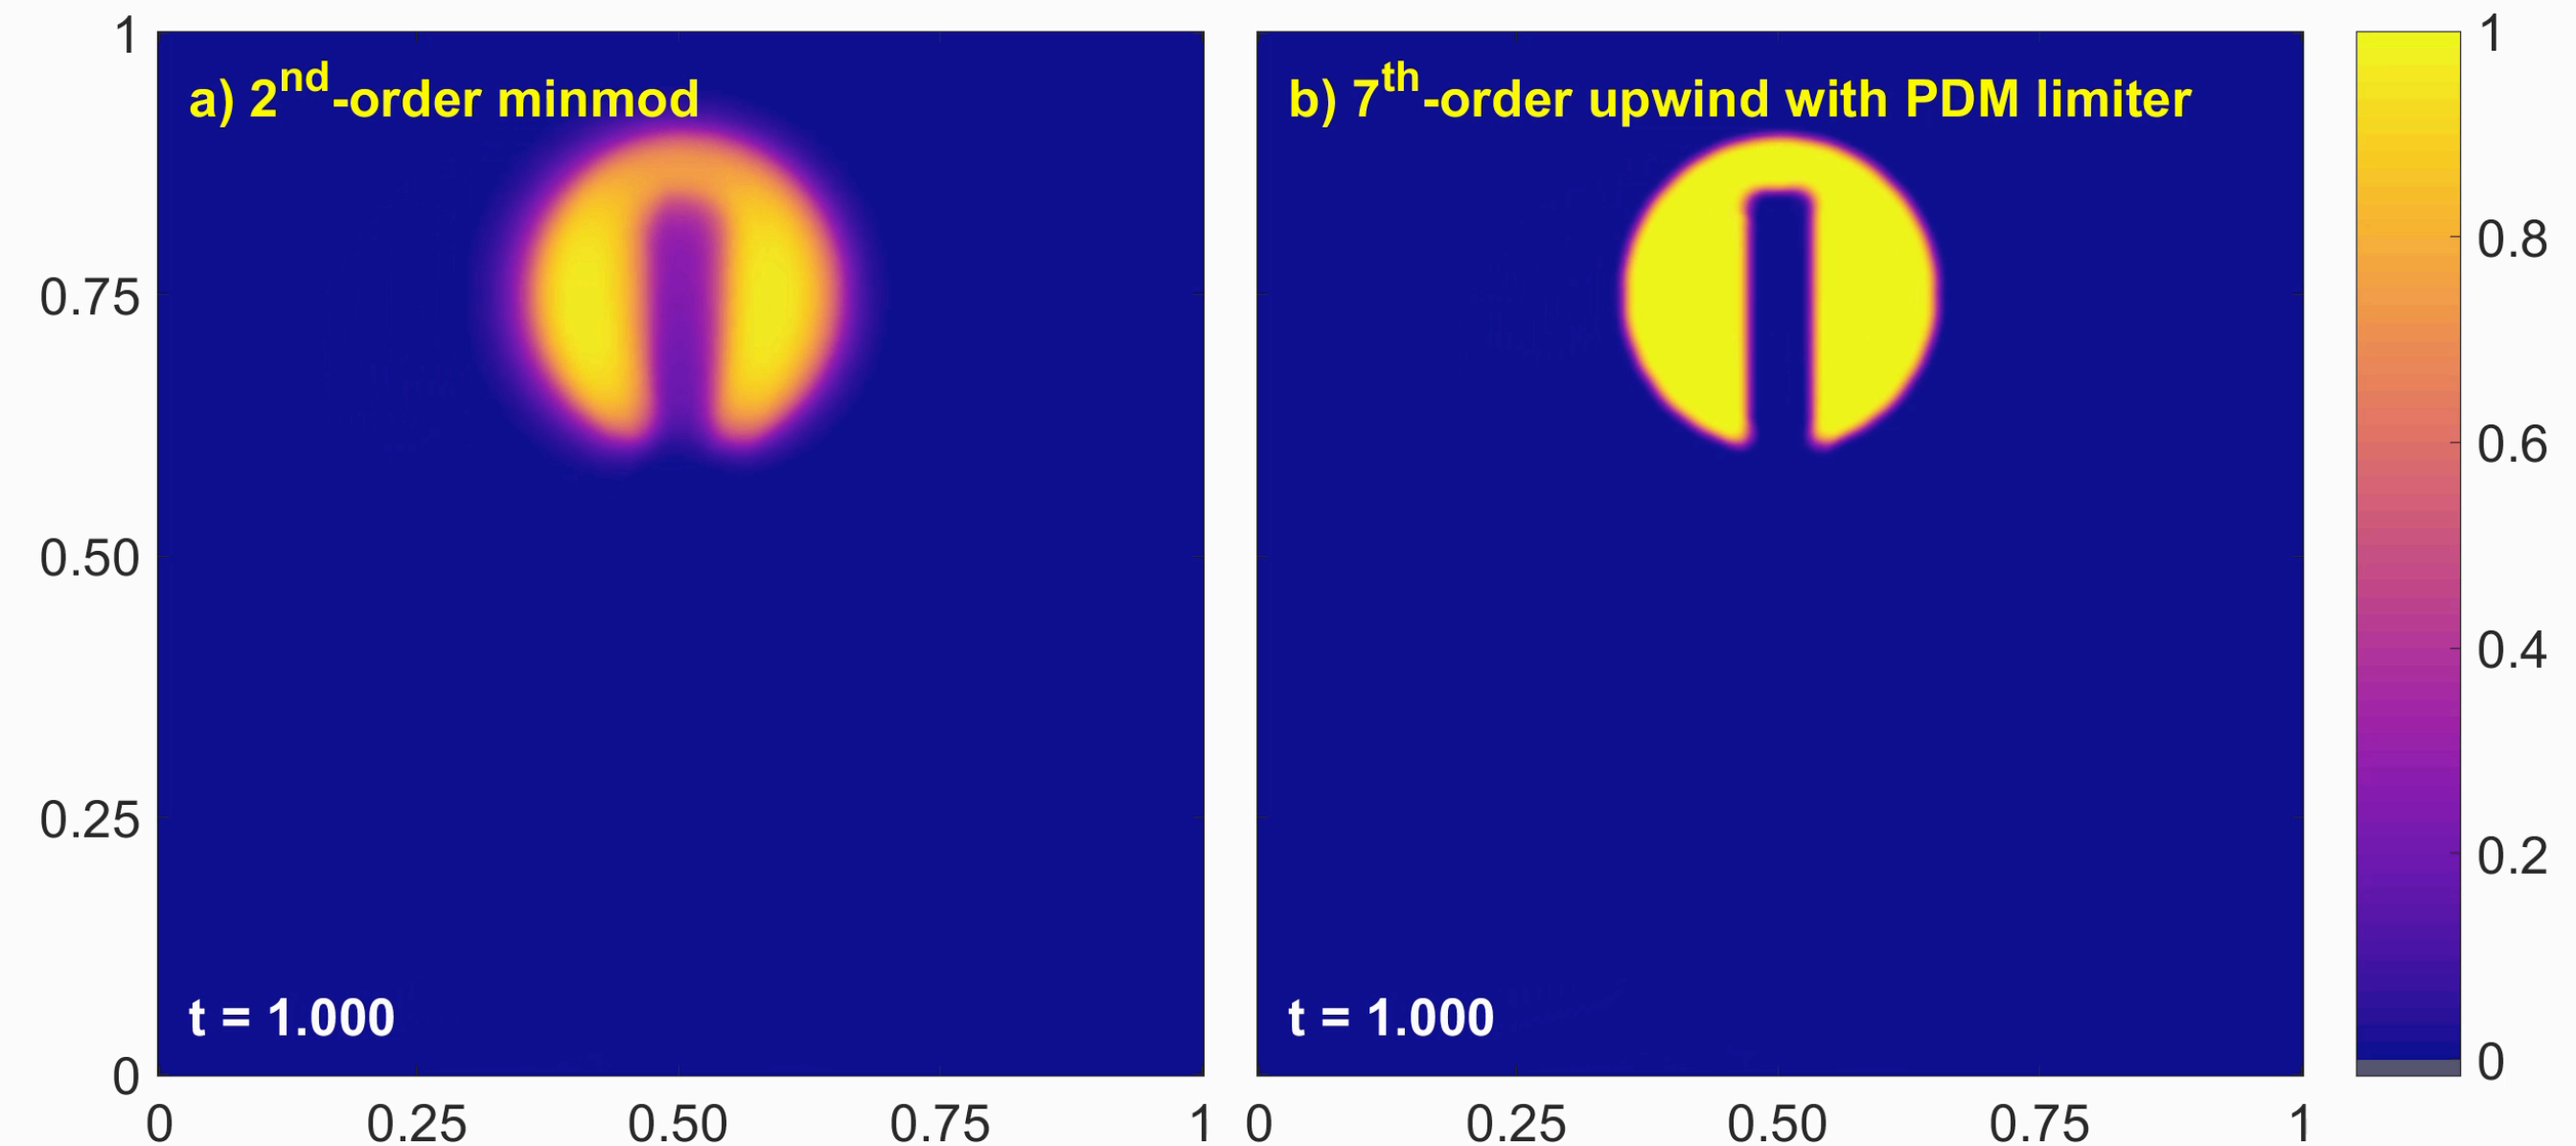 a) 2nd-order minmod
b) 7th-order upwind with PDM limiter
1
0.75
0.50
0.25
0
t = 1.000
t = 1.000
0 0.25 0.50 0.75 1
0 0.25 0.50 0.75 1
1
0.8
0.6
0.4
0.2
0